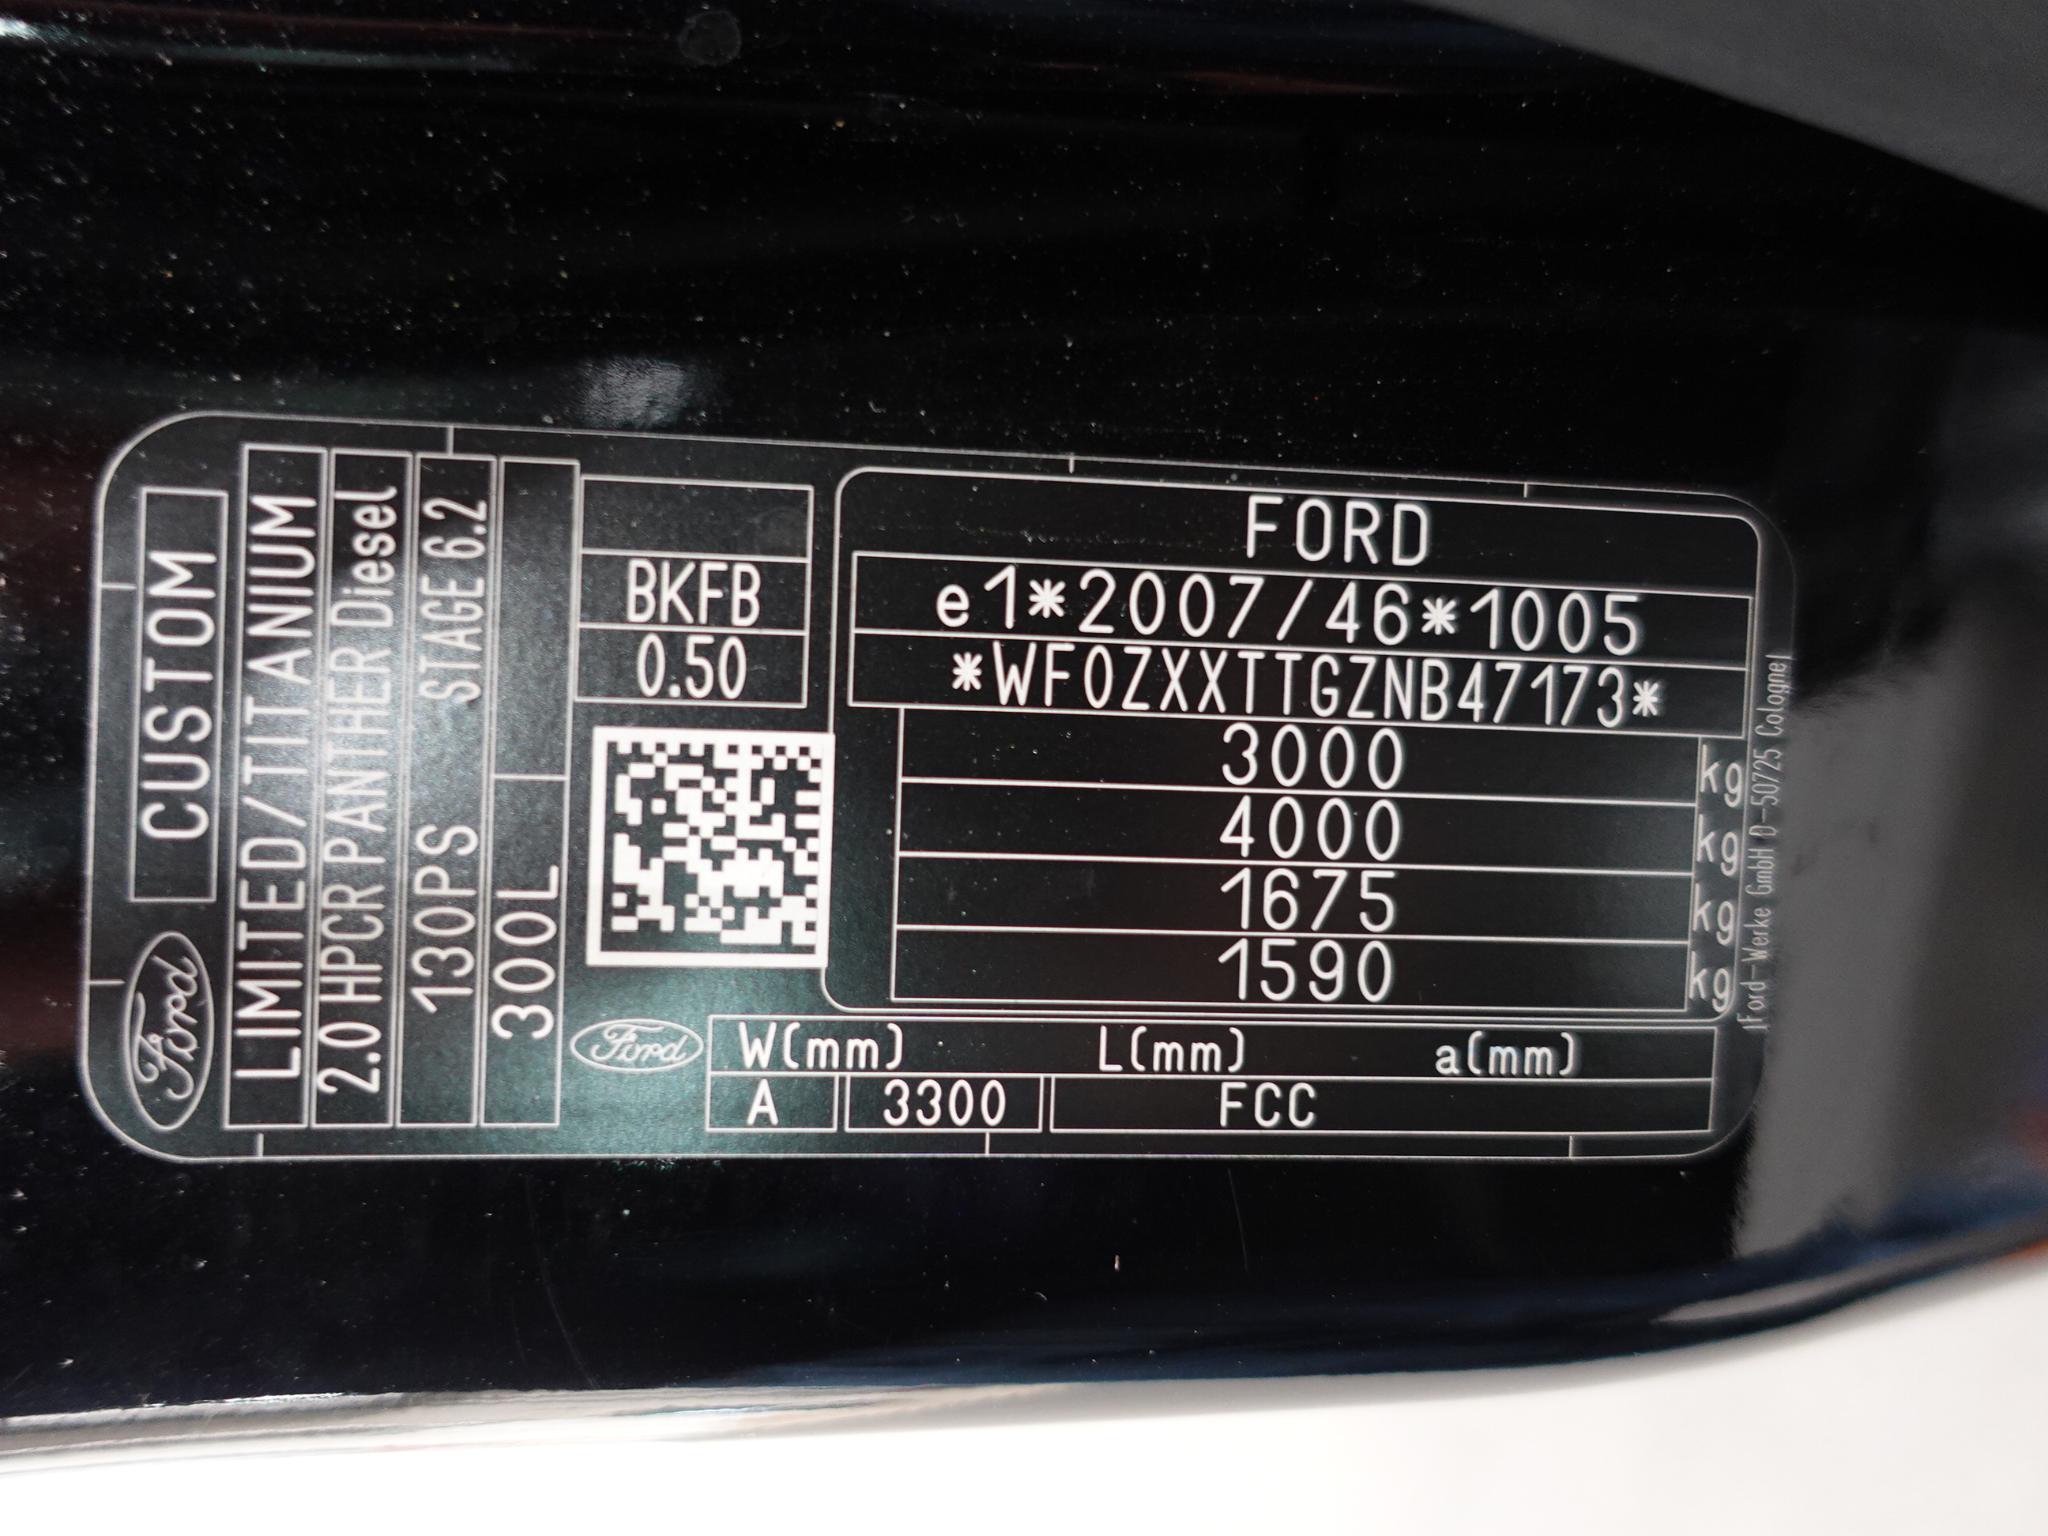 Ford
CUSTOM
LIMITED/TITANIUM
2.0 HPCR PANTHER Diesel
130PS STAGE 6.2
300L
BKFB
0.50
FORD
e1*2007/46*1005
*WF0ZXXTTGZNB47173*
3000 kg
4000 kg
1675 kg
1590 kg
Ford
W(mm) L(mm) a(mm)
A 3300 FCC
Ford-Werke GmbH D-50725 Cologne